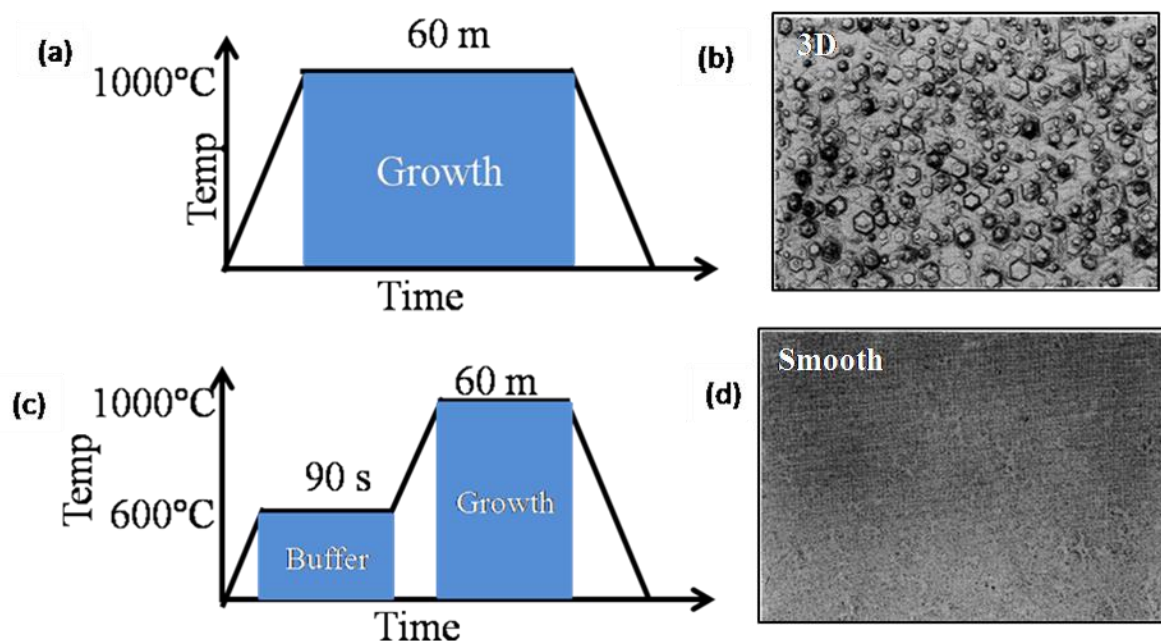 (a)
60 m
1000°C
Temp
Growth
Time
(b)
3D
(c)
1000°C
60 m
Temp
90 s
600°C
Growth
Buffer
Time
(d)
Smooth